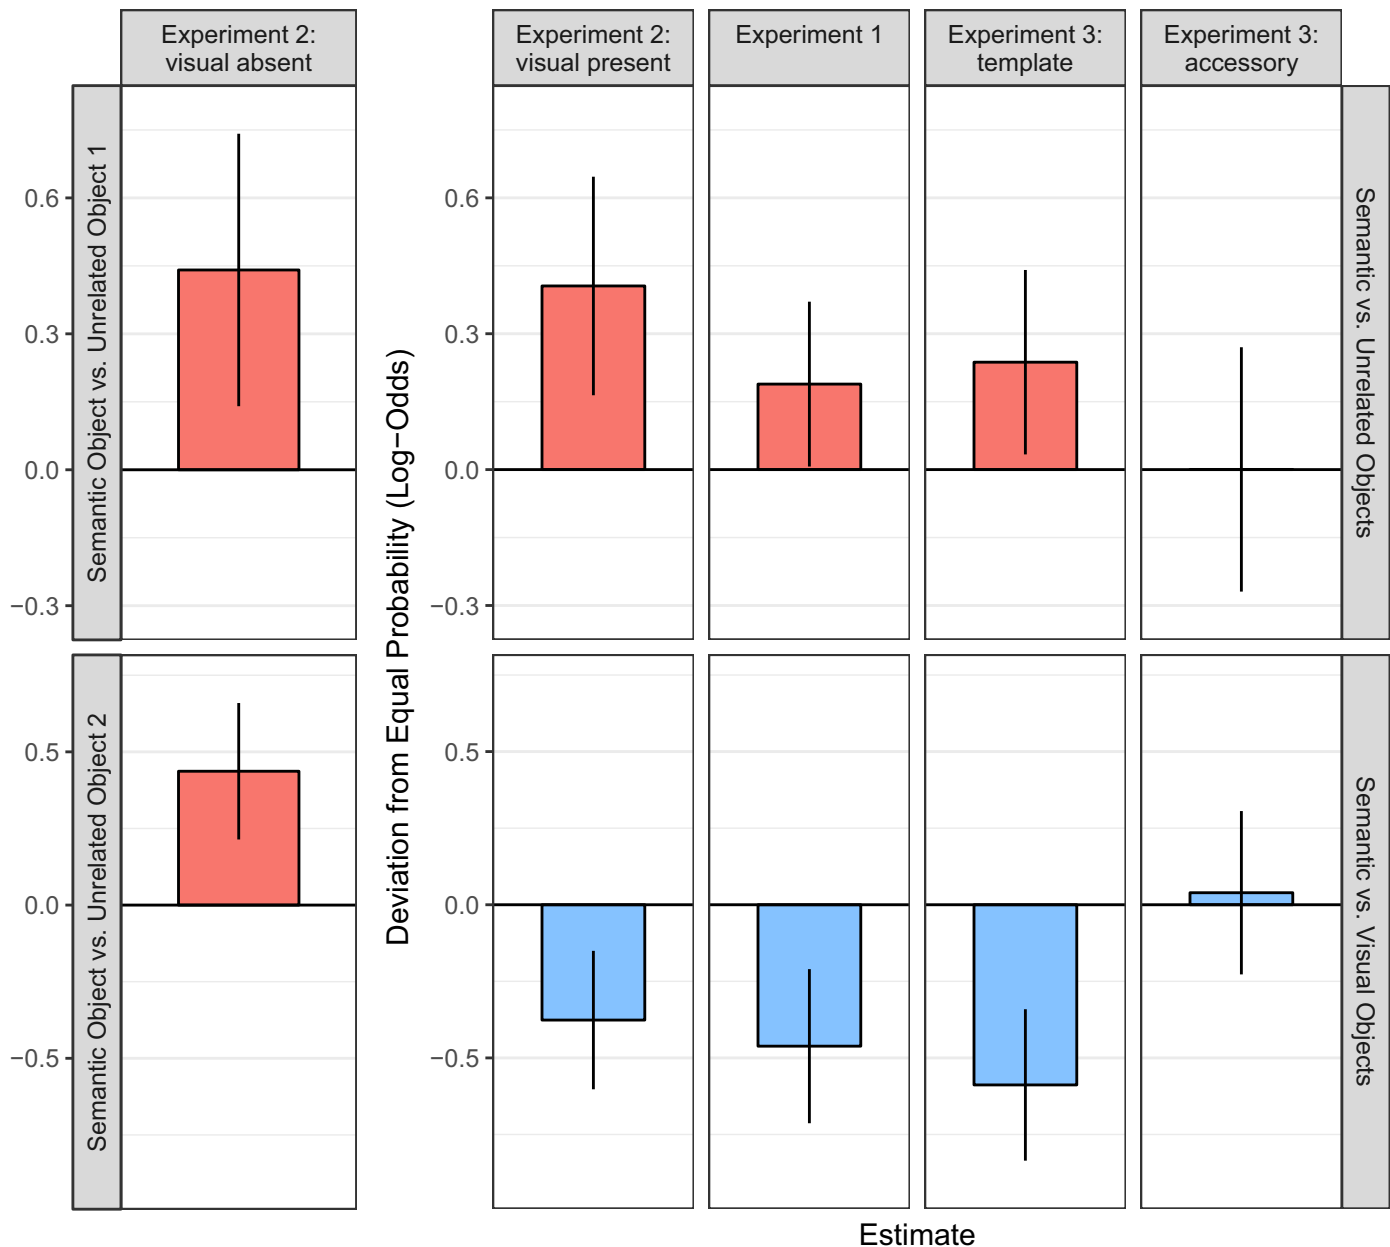 Experiment 2:
visual absent
Experiment 2:
visual present
Experiment 1
Experiment 3:
template
Experiment 3:
accessory
Semantic Object vs. Unrelated Object 1
0.6
0.3
0.0
−0.3
Semantic Object vs. Unrelated Object 2
0.5
0.0
−0.5
Deviation from Equal Probability (Log−Odds)
0.6
0.3
0.0
−0.3
0.5
0.0
−0.5
Semantic vs. Unrelated Objects
Semantic vs. Visual Objects
Estimate